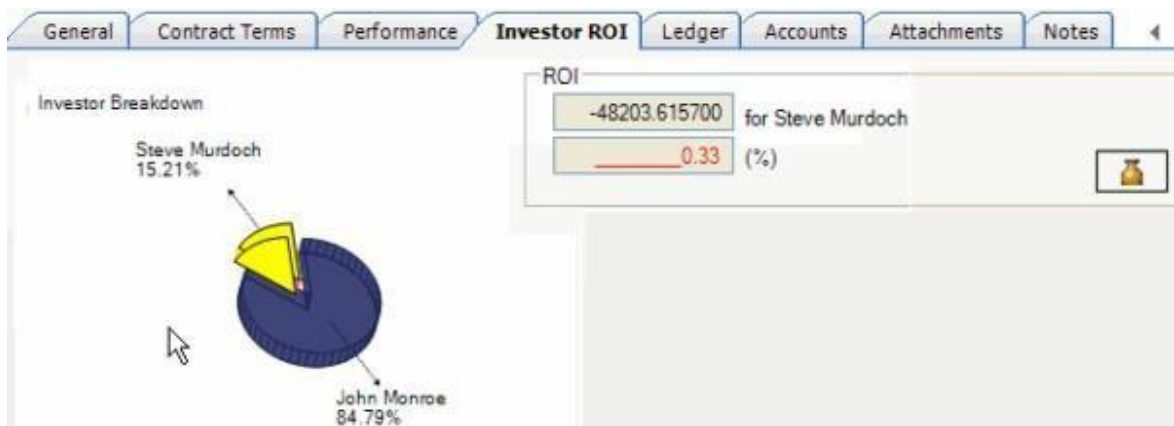 General Contract Terms Performance Investor ROI Ledger Accounts Attachments Notes
Investor Breakdown
Steve Murdoch
15.21%
John Monroe
84.79%
ROI
-48203.615700 for Steve Murdoch
______0.33 (%)